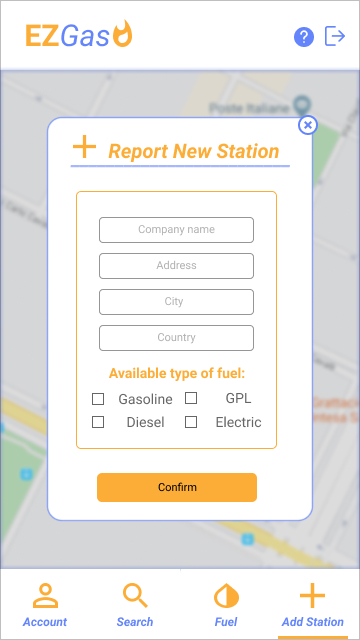 EZGas
Poste Italiane
Report New Station
Company name
Address
City
Country
Available type of fuel:
Gasoline
GPL
Diesel
Electric
Confirm
Account
Search
Fuel
Add Station